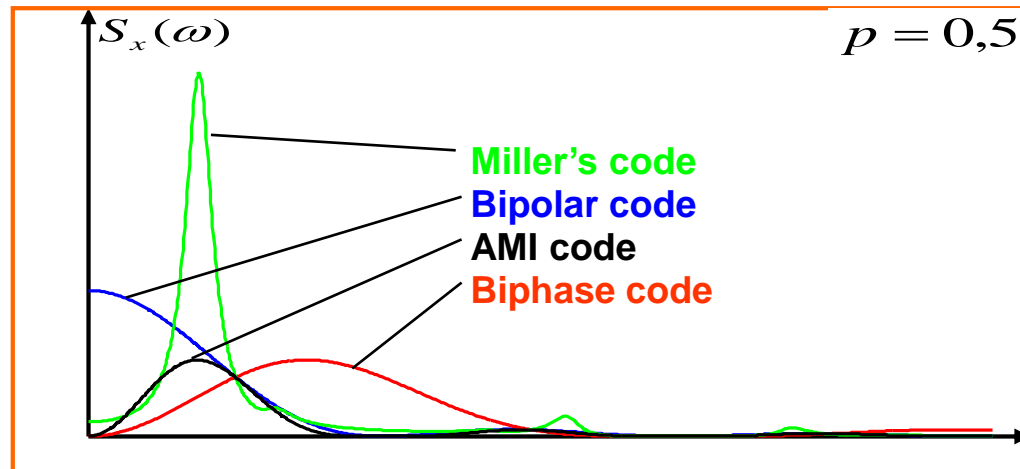 S_x(ω)
p = 0,5
Miller's code
Bipolar code
AMI code
Biphase code